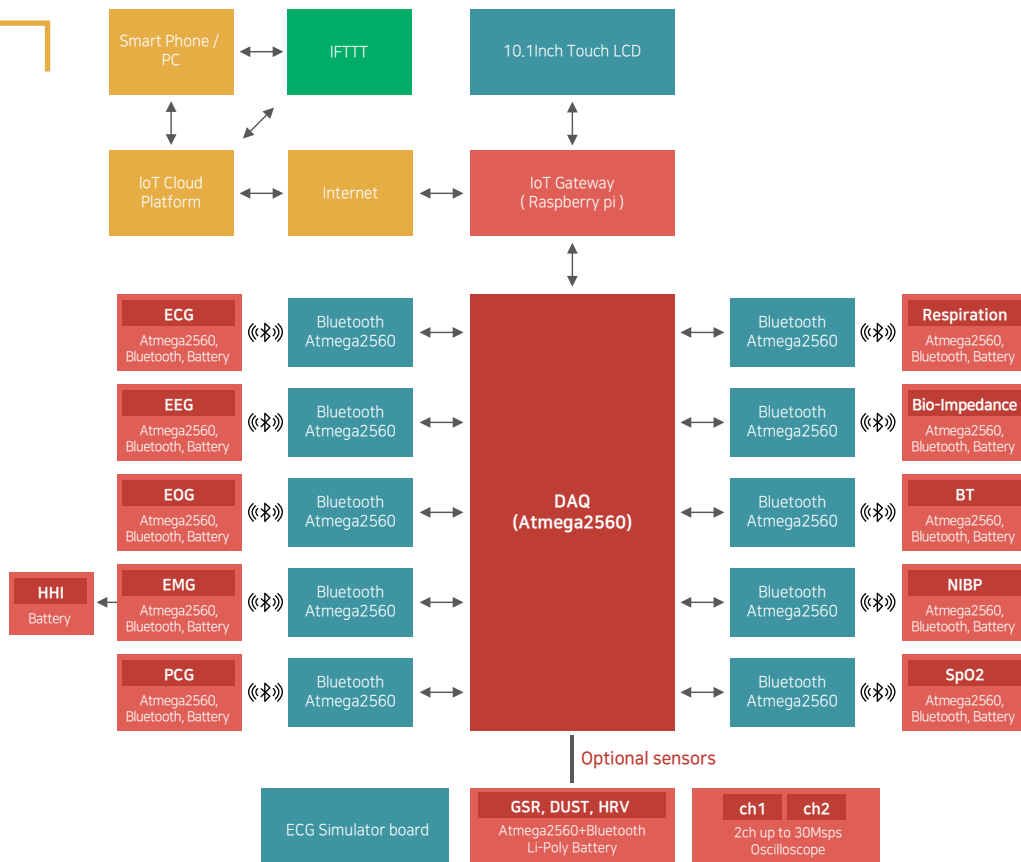 Smart Phone /
PC
IFTTT
10.1Inch Touch LCD
IoT Cloud
Platform
Internet
IoT Gateway
( Raspberry pi )
ECG
Atmega2560,
Bluetooth, Battery
Bluetooth
Atmega2560
EEG
Atmega2560,
Bluetooth, Battery
Bluetooth
Atmega2560
EOG
Atmega2560,
Bluetooth, Battery
Bluetooth
Atmega2560
HHI
Battery
EMG
Atmega2560,
Bluetooth, Battery
Bluetooth
Atmega2560
PCG
Atmega2560,
Bluetooth, Battery
Bluetooth
Atmega2560
DAQ
(Atmega2560)
Bluetooth
Atmega2560
Respiration
Atmega2560,
Bluetooth, Battery
Bluetooth
Atmega2560
Bio-Impedance
Atmega2560,
Bluetooth, Battery
Bluetooth
Atmega2560
BT
Atmega2560,
Bluetooth, Battery
Bluetooth
Atmega2560
NIBP
Atmega2560,
Bluetooth, Battery
Bluetooth
Atmega2560
SpO2
Atmega2560,
Bluetooth, Battery
Optional sensors
ECG Simulator board
GSR, DUST, HRV
Atmega2560+Bluetooth
Li-Poly Battery
ch1 ch2
2ch up to 30Msps
Oscilloscope